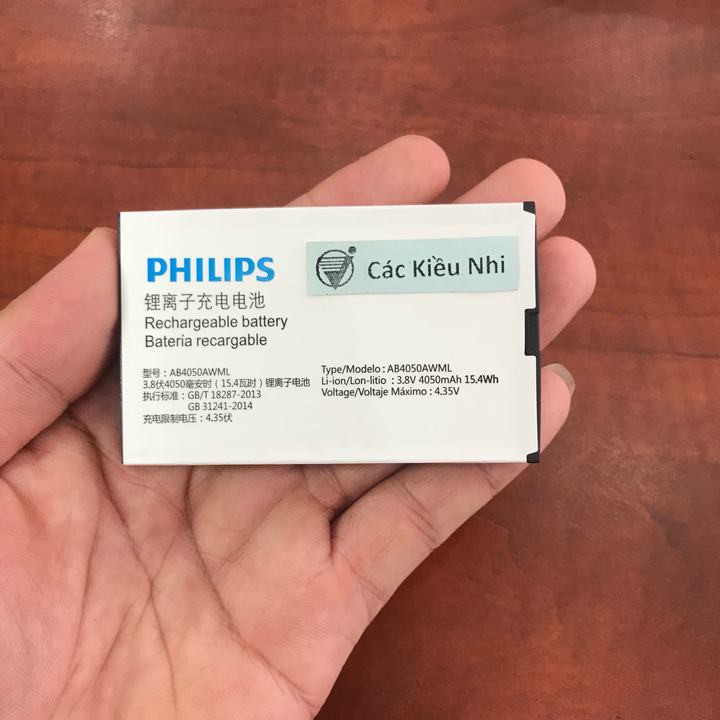 PHILIPS
Các Kiều Nhi
锂离子充电电池
Rechargeable battery
Batería recargable
型号: AB4050AWML
3.8伏4050毫安时 (15.4瓦时) 锂离子电池
执行标准: GB/T 18287-2013
GB 31241-2014
充电限制电压: 4.35伏
Type/Modelo : AB4050AWML
Li-ion/Lon-litio : 3.8V 4050mAh 15.4Wh
Voltage/Voltaje Máximo : 4.35V